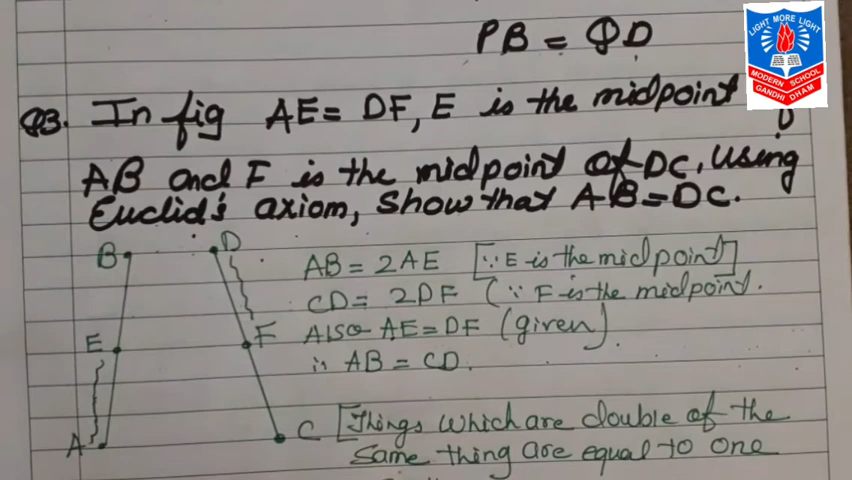 PB = QD
LIGHT MORE LIGHT
MODERN SCHOOL
GANDHI DHAM
Q3. In fig AE = DF, E is the midpoint
AB and F is the midpoint of DC. Using
Euclid's axiom, Show that AB = DC.
B D
E F
A C
AB = 2AE [∵ E is the midpoint]
CD = 2DF (∵ F is the midpoint.
Also AE = DF (given)
∴ AB = CD.
[Things which are double of the
same thing are equal to one